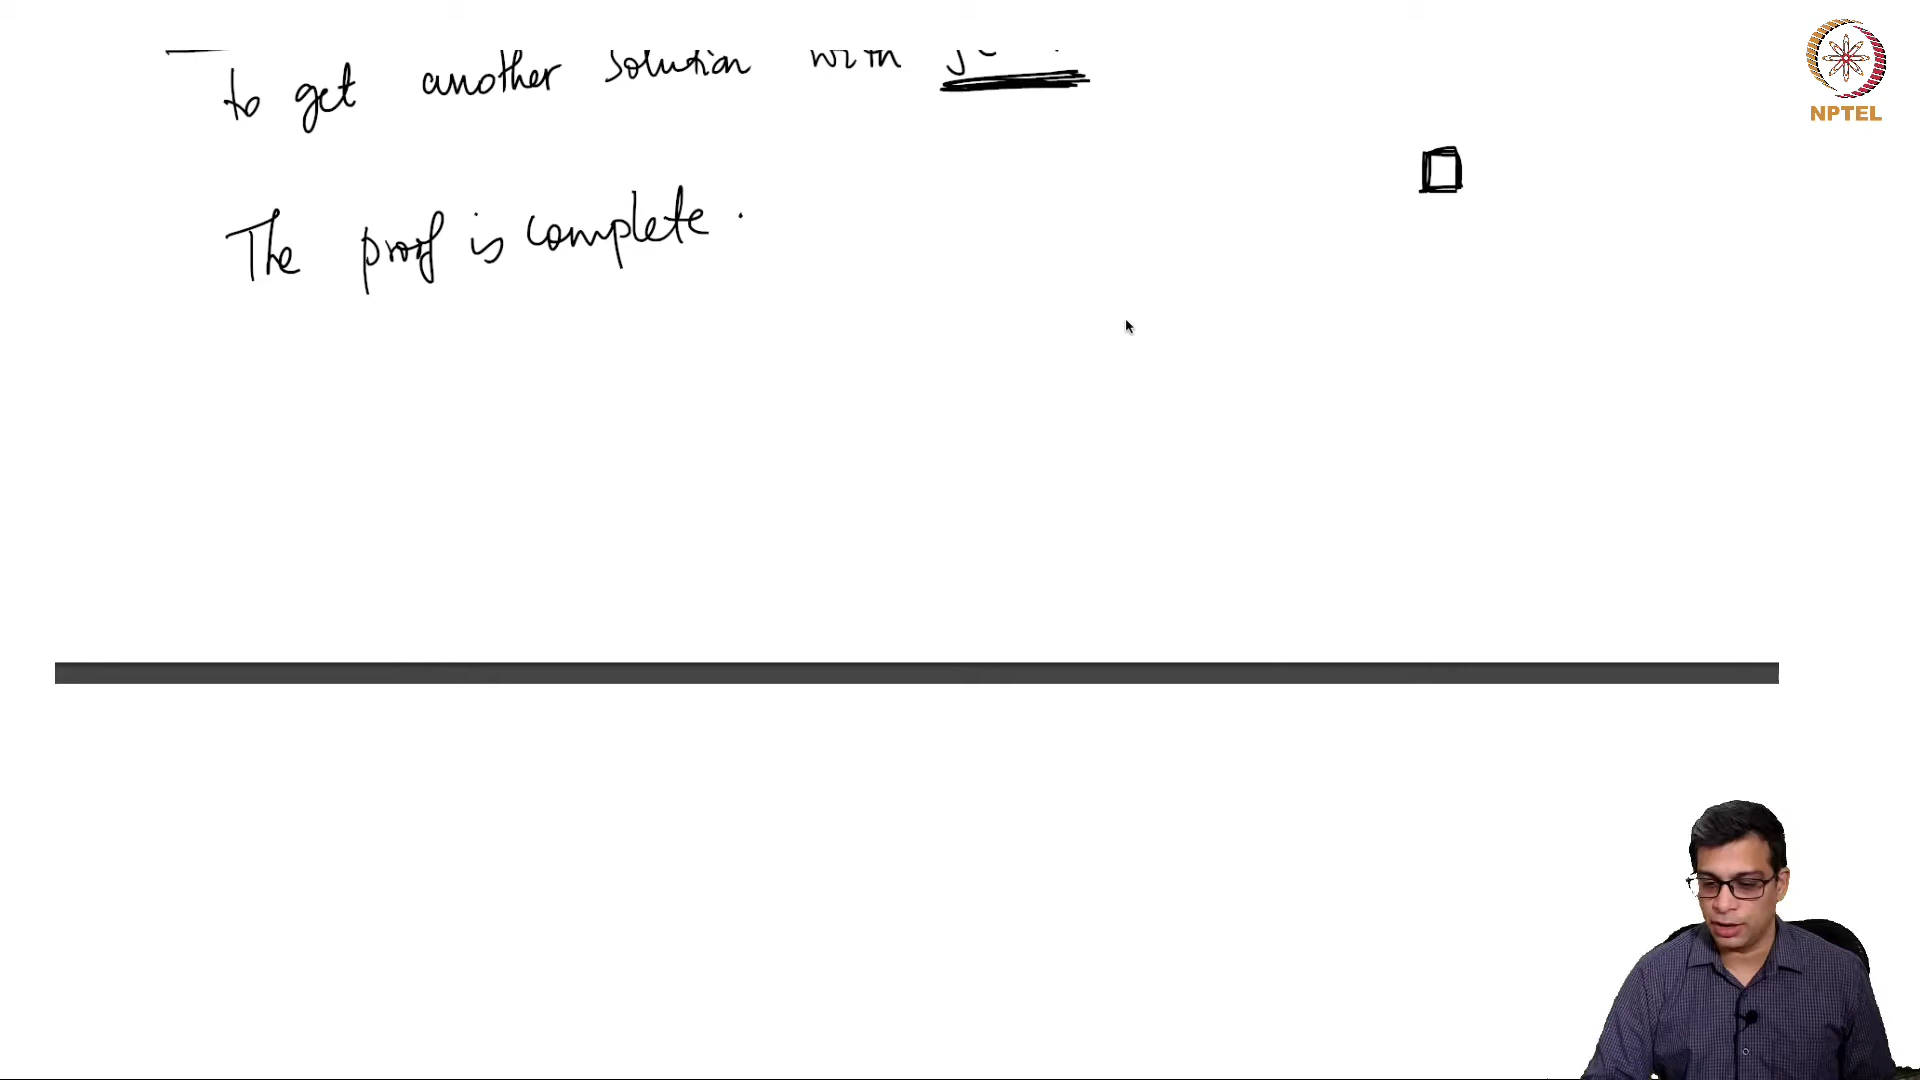 to get another solution with
The proof is complete.
NPTEL